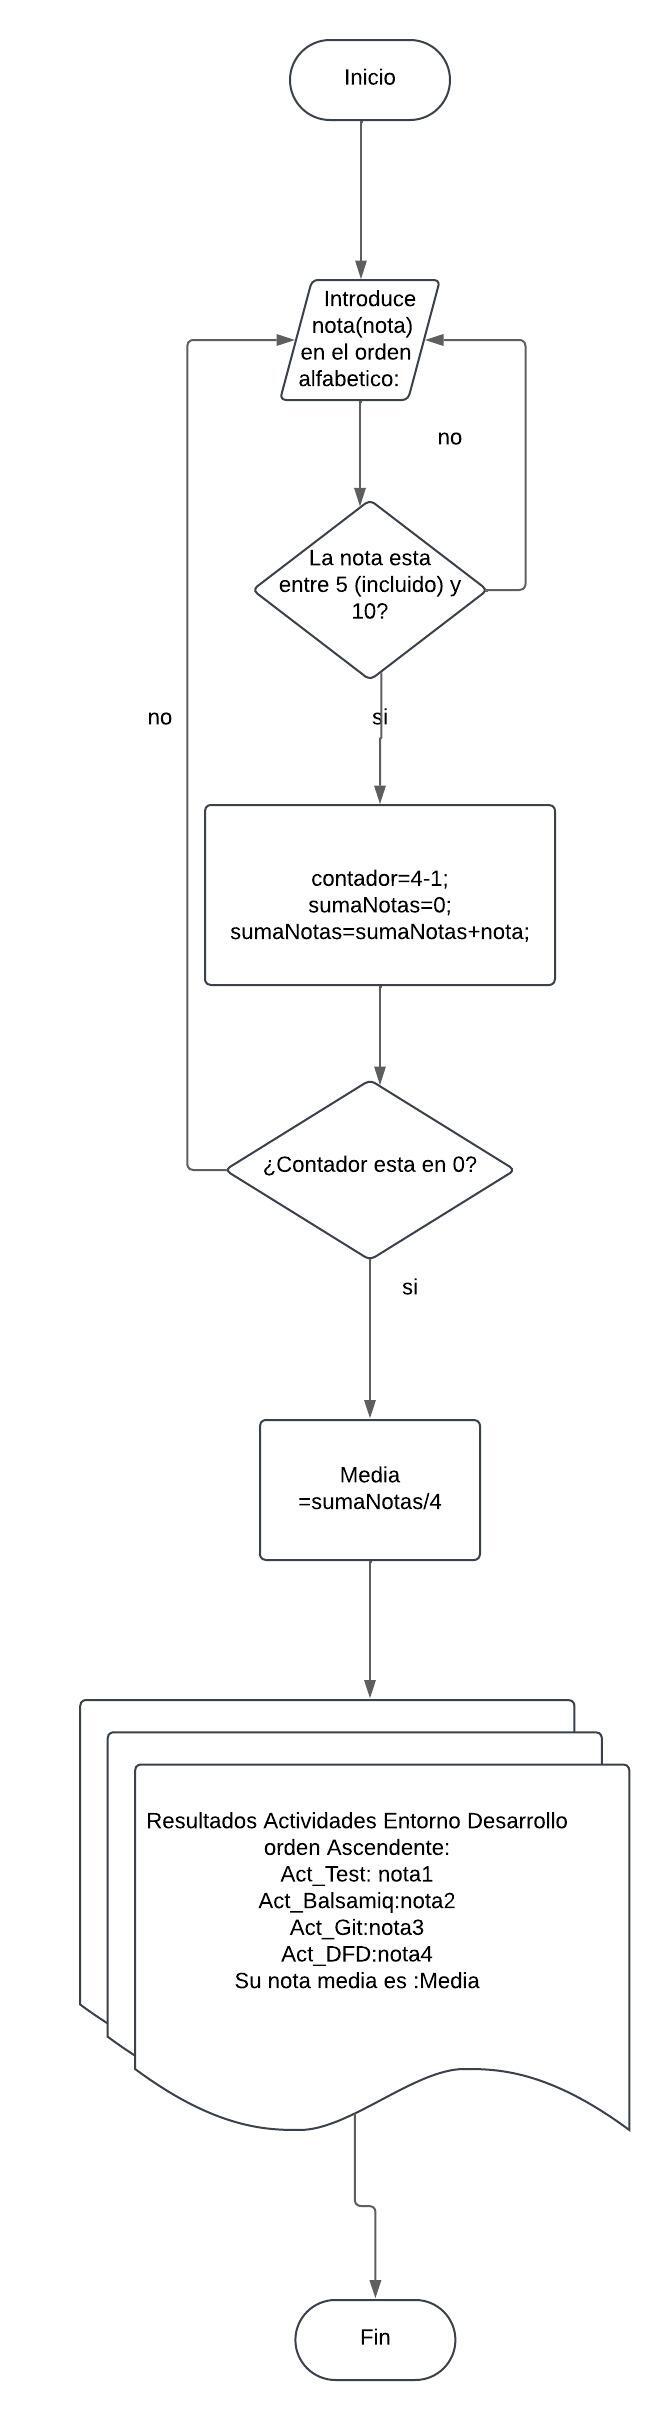 Inicio
Introduce
nota(nota)
en el orden
alfabetico:
no
La nota esta
entre 5 (incluido) y
10?
no
si
contador=4-1;
sumaNotas=0;
sumaNotas=sumaNotas+nota;
¿Contador esta en 0?
si
Media
=sumaNotas/4
Resultados Actividades Entorno Desarrollo
orden Ascendente:
Act_Test: nota1
Act_Balsamiq:nota2
Act_Git:nota3
Act_DFD:nota4
Su nota media es :Media
Fin